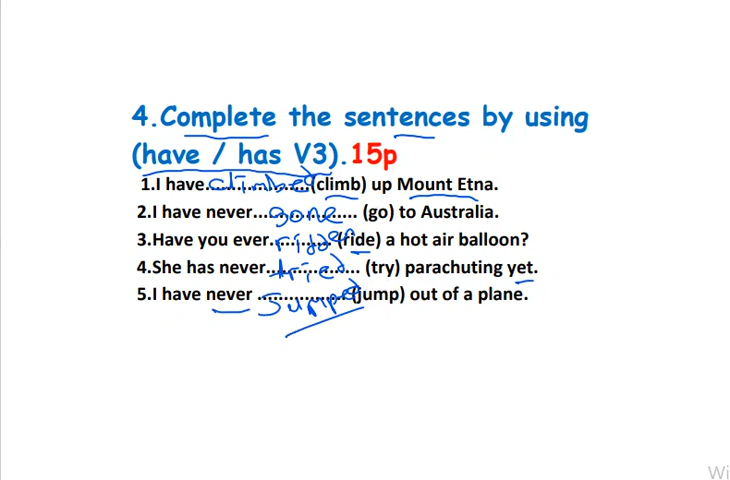 4.Complete the sentences by using
(have / has V3).15p
1.I have climbed (climb) up Mount Etna.
2.I have never...gone... (go) to Australia.
3.Have you ever ridden (ride) a hot air balloon?
4.She has never...tried... (try) parachuting yet.
5.I have never ...Jumped (jump) out of a plane.
Wi